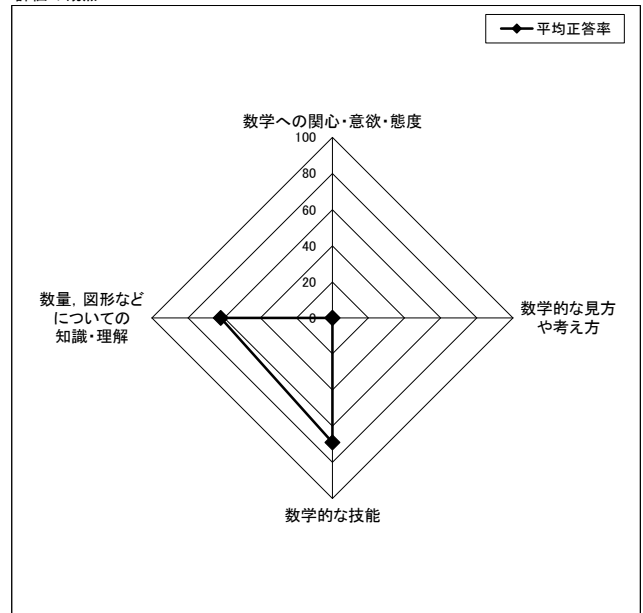 平均正答率
数学への関心・意欲・態度
100
80
60
40
20
0
数量，図形など
についての
知識・理解
数学的な見方
や考え方
数学的な技能